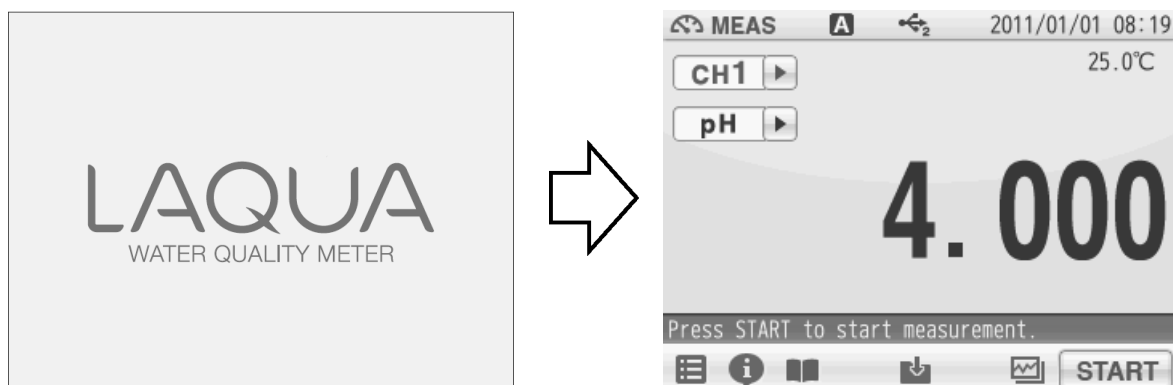 LAQUA
WATER QUALITY METER
MEAS A 2 2011/01/01 08:19
25.0℃
CH1
pH
4.000
Press START to start measurement.
START